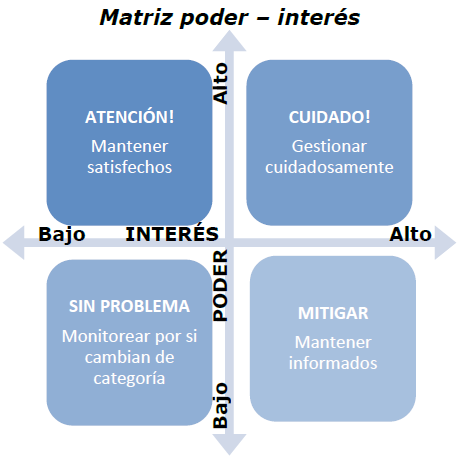 Matriz poder – interés
Alto
ATENCIÓN!
Mantener
satisfechos
CUIDADO!
Gestionar
cuidadosamente
Bajo
INTERÉS
Alto
PODER
SIN PROBLEMA
Monitorear por si
cambian de
categoría
MITIGAR
Mantener
informados
Bajo